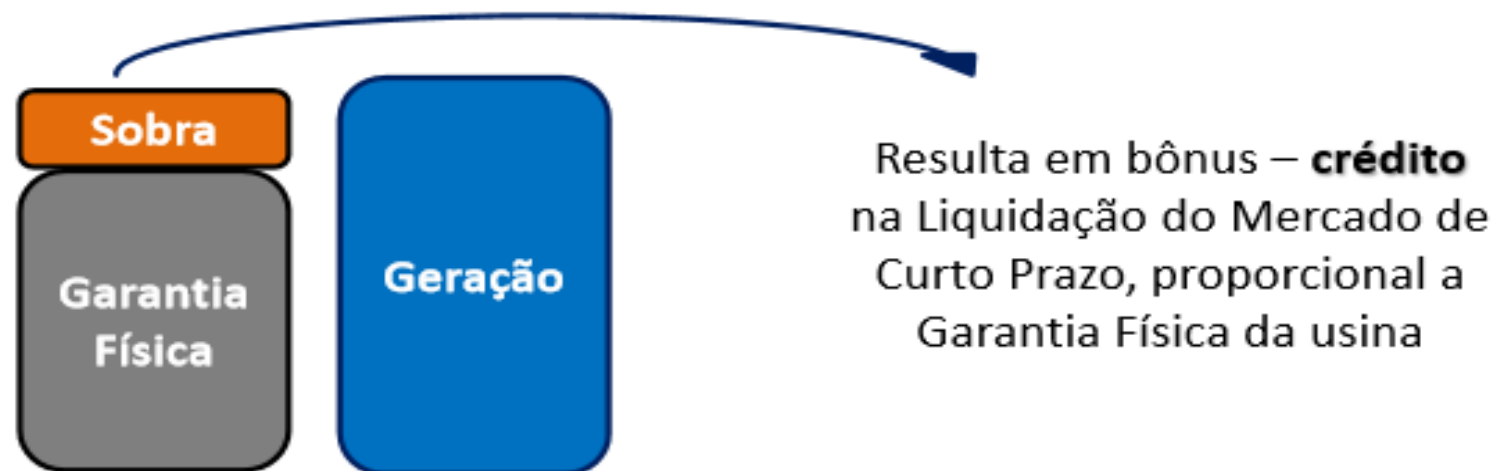 Sobra
Garantia
Física
Geração
Resulta em bônus – crédito
na Liquidação do Mercado de
Curto Prazo, proporcional a
Garantia Física da usina